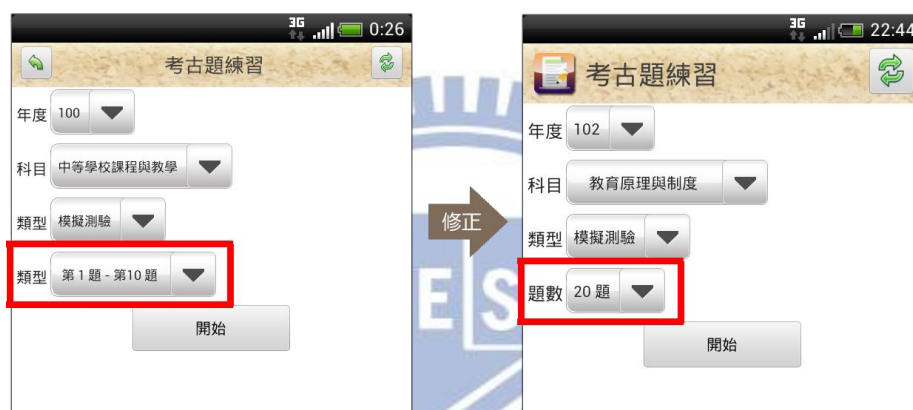 3G 0:26
考古題練習
年度 100
科目 中等學校課程與教學
類型 模擬測驗
類型 第 1 題 - 第10 題
開始
修正
ES
3G 22:44
考古題練習
年度 102
科目 教育原理與制度
類型 模擬測驗
題數 20 題
開始